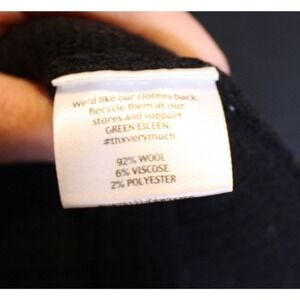 We'd like our clothes back.
Recycle them at our
stores and support
GREEN EILEEN.
#thxverymuch
92% WOOL
6% VISCOSE
2% POLYESTER